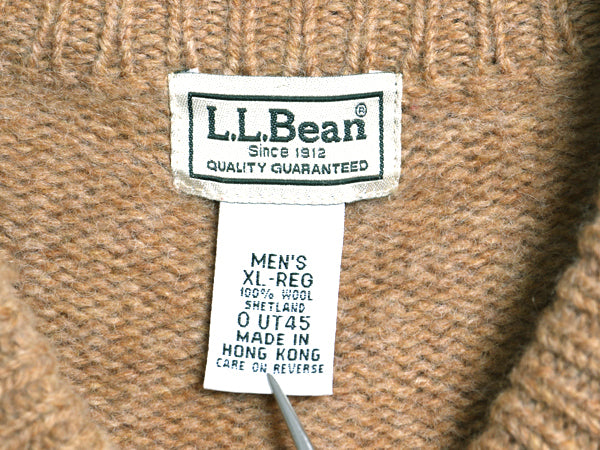 L.L.Bean®
Since 1912
QUALITY GUARANTEED
MEN'S
XL-REG
100% WOOL
SHETLAND
0 UT45
MADE IN
HONG KONG
CARE ON REVERSE